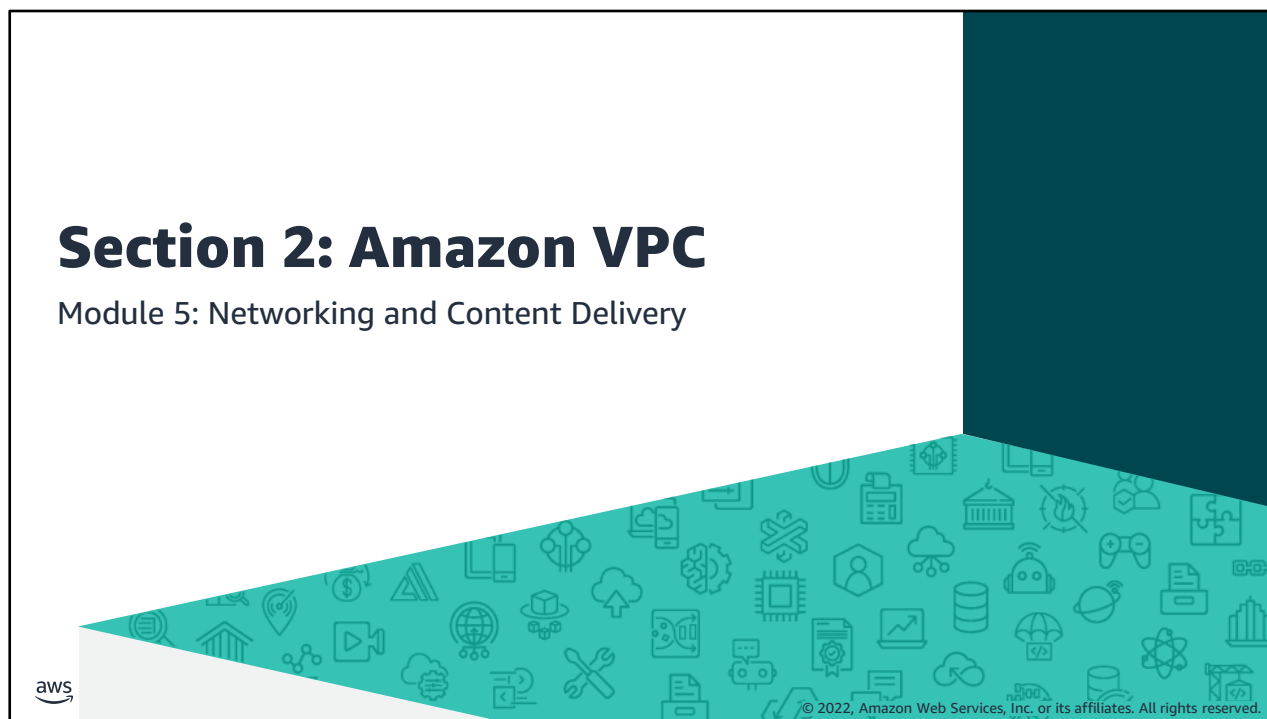 Section 2: Amazon VPC
Module 5: Networking and Content Delivery
aws
© 2022, Amazon Web Services, Inc. or its affiliates. All rights reserved.